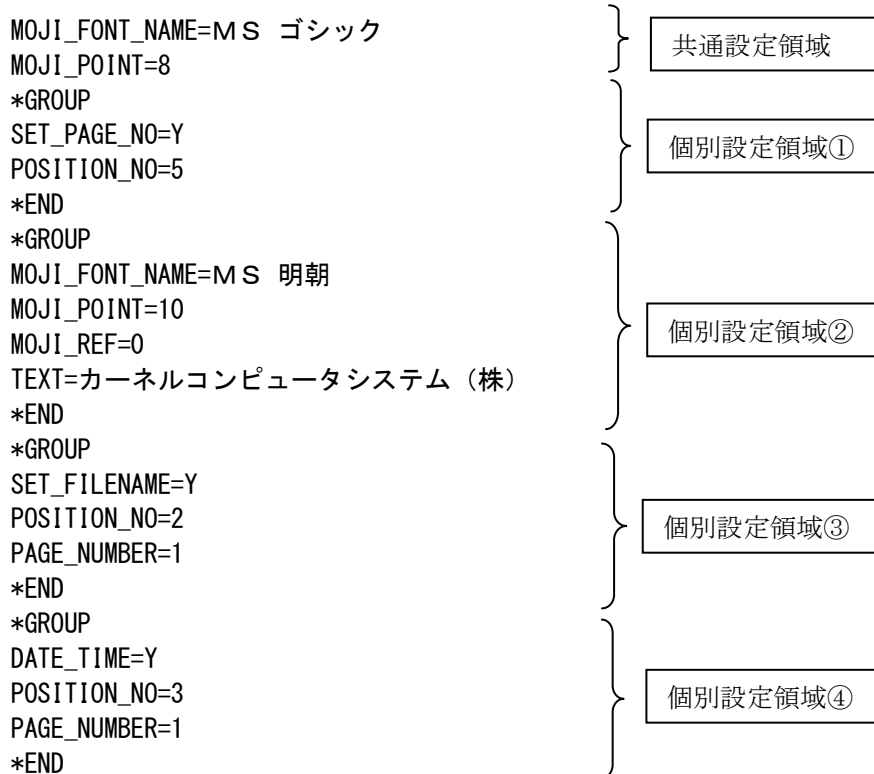 MOJI_FONT_NAME=ＭＳ ゴシック
MOJI_POINT=8
共通設定領域
*GROUP
SET_PAGE_NO=Y
POSITION_NO=5
*END
個別設定領域①
*GROUP
MOJI_FONT_NAME=ＭＳ 明朝
MOJI_POINT=10
MOJI_REF=0
TEXT=カーネルコンピュータシステム（株）
*END
個別設定領域②
*GROUP
SET_FILENAME=Y
POSITION_NO=2
PAGE_NUMBER=1
*END
個別設定領域③
*GROUP
DATE_TIME=Y
POSITION_NO=3
PAGE_NUMBER=1
*END
個別設定領域④